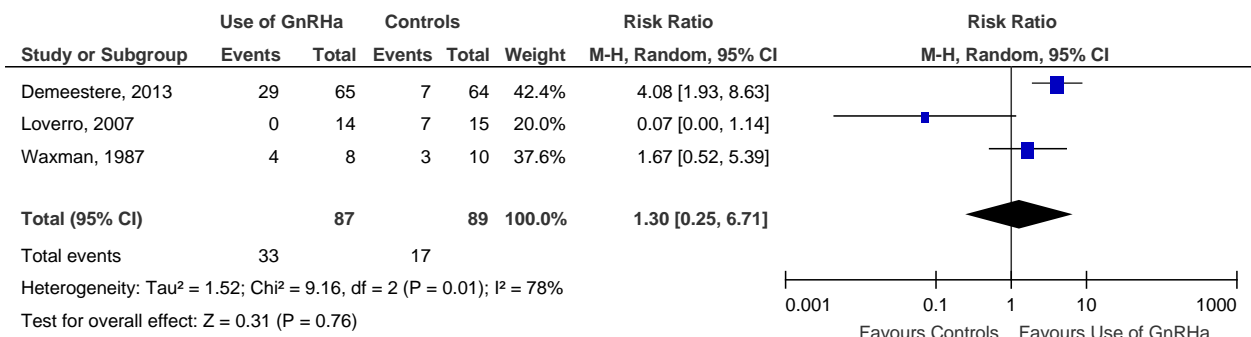 Use of GnRHa Controls Risk Ratio Risk Ratio
Study or Subgroup Events Total Events Total Weight M-H, Random, 95% CI M-H, Random, 95% CI
Demeestere, 2013 29 65 7 64 42.4% 4.08 [1.93, 8.63]
Loverro, 2007 0 14 7 15 20.0% 0.07 [0.00, 1.14]
Waxman, 1987 4 8 3 10 37.6% 1.67 [0.52, 5.39]
Total (95% CI) 87 89 100.0% 1.30 [0.25, 6.71]
Total events 33 17
Heterogeneity: Tau² = 1.52; Chi² = 9.16, df = 2 (P = 0.01); I² = 78%
Test for overall effect: Z = 0.31 (P = 0.76)
0.001 0.1 1 10 1000
Favours Controls Favours Use of GnRHa